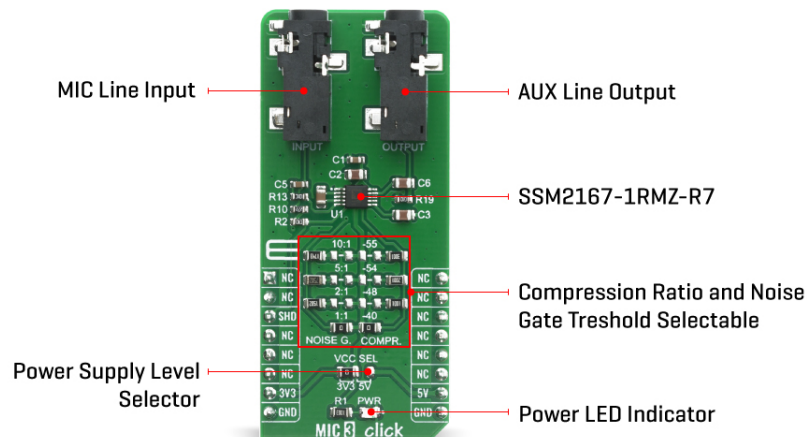 MIC Line Input
AUX Line Output
INPUT
OUTPUT
C1
C2
C5
C6
R13
R19
R10
R2
U1
C3
SSM2167-1RMZ-R7
10:1 -55
5:1 -54
2:1 -48
1:1 -40
NOISE G. COMPR.
Compression Ratio and Noise
Gate Treshold Selectable
NC
NC
SHD
NC
NC
NC
3V3
GND
NC
NC
NC
NC
NC
NC
5V
GND
VCC SEL
3V3 5V
R1 PWR
MIC 3 click
Power Supply Level
Selector
Power LED Indicator